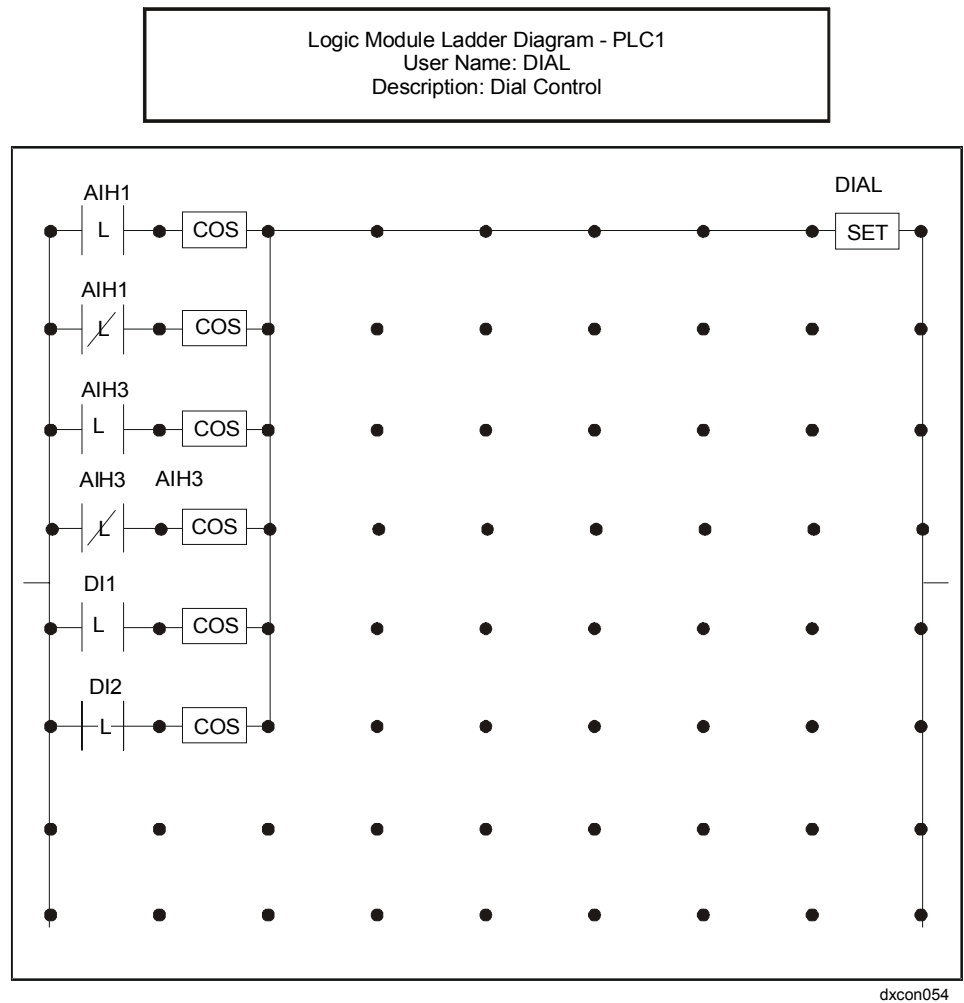 Logic Module Ladder Diagram - PLC1
User Name: DIAL
Description: Dial Control
AIH1 DIAL
L COS SET
AIH1
L COS
AIH3
L COS
AIH3 AIH3
L COS
DI1
L COS
DI2
L COS
dxcon054